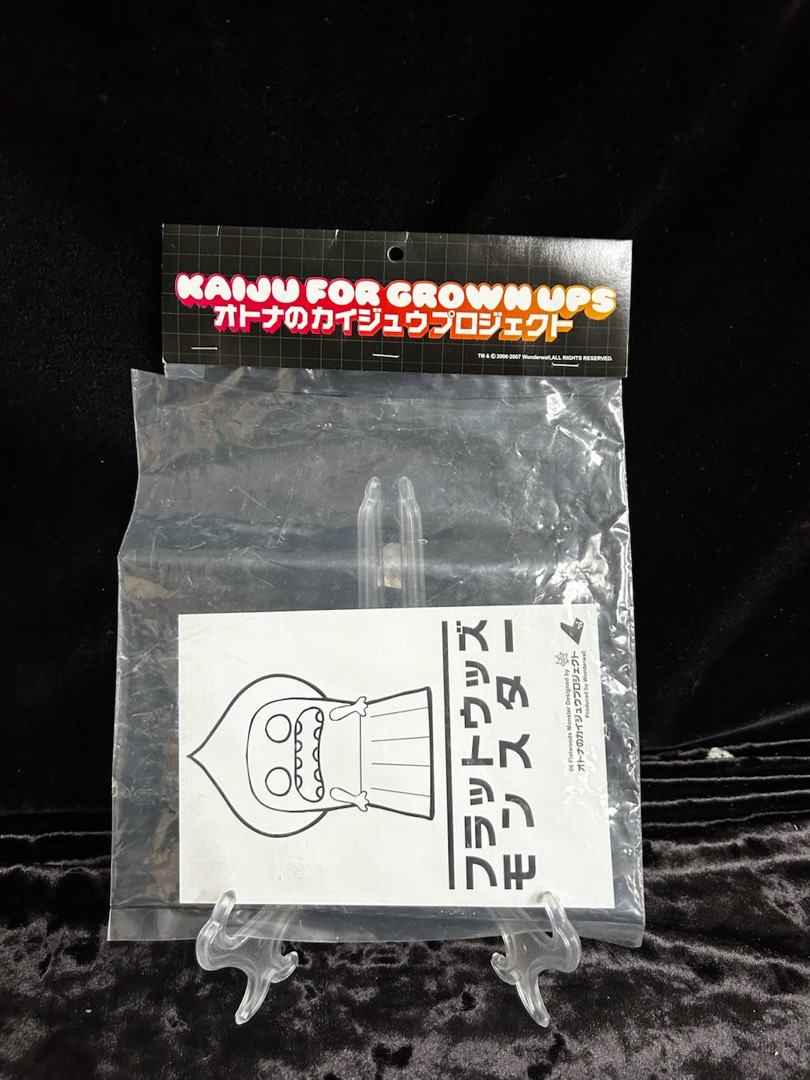 KAIJU FOR GROWN UPS
オトナのカイジュウプロジェクト
TM & © 2006-2007 Wonderwall,ALL RIGHTS RESERVED.
フラットウッズ
モンスター
06 Flatwoods Monster Designed by
オトナのカイジュウプロジェクト
Produced by Wonderwall